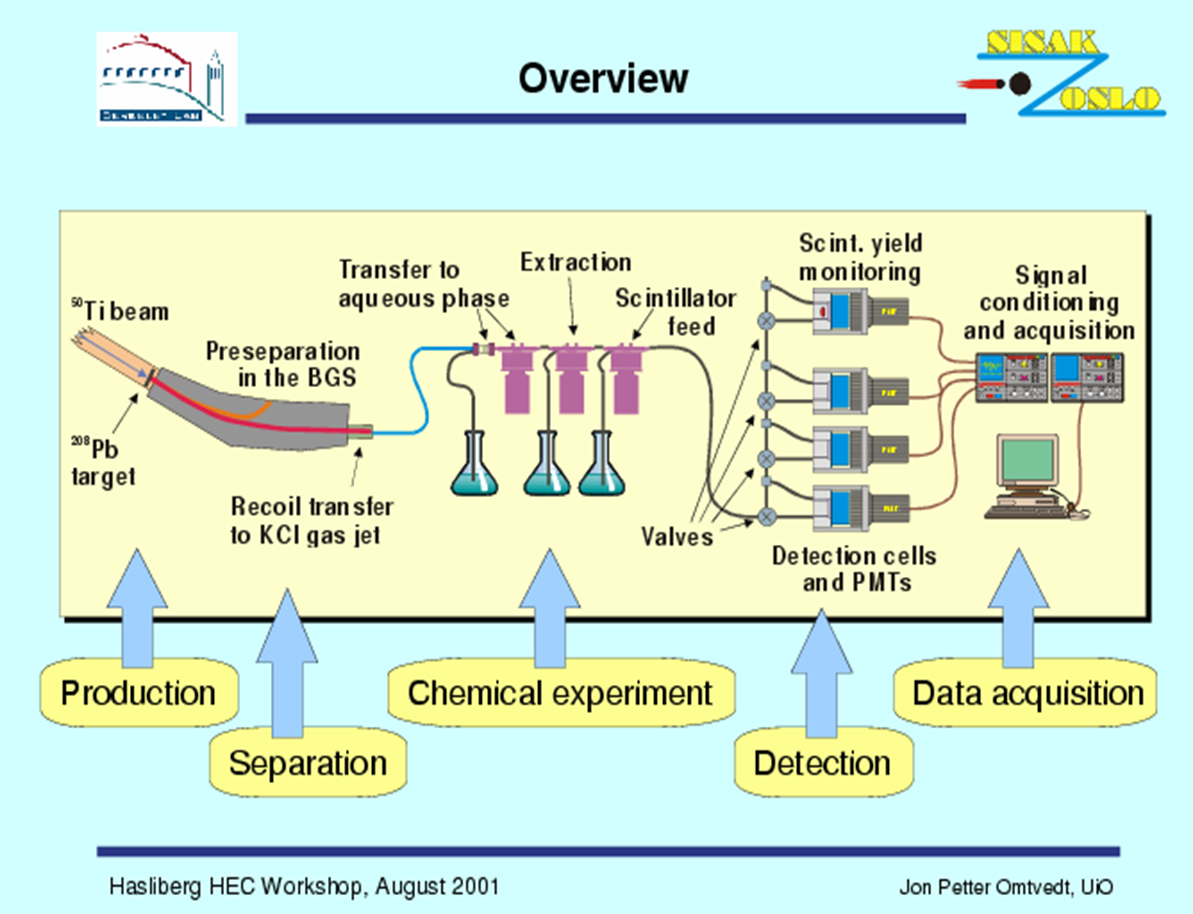 BERKELEY LAB
Overview
SISAK
OSLO
⁵⁰Ti beam
Preseparation
in the BGS
²⁰⁸Pb
target
Recoil transfer
to KCl gas jet
Transfer to
aqueous phase
Extraction
Scintillator
feed
Valves
Scint. yield
monitoring
Detection cells
and PMTs
Signal
conditioning
and acquisition
Production
Separation
Chemical experiment
Detection
Data acquisition
Hasliberg HEC Workshop, August 2001
Jon Petter Omtvedt, UiO